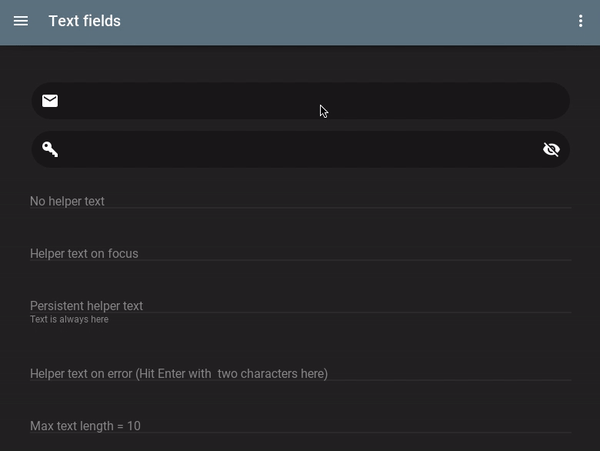 Text fields
No helper text
Helper text on focus
Persistent helper text
Text is always here
Helper text on error (Hit Enter with  two characters here)
Max text length = 10